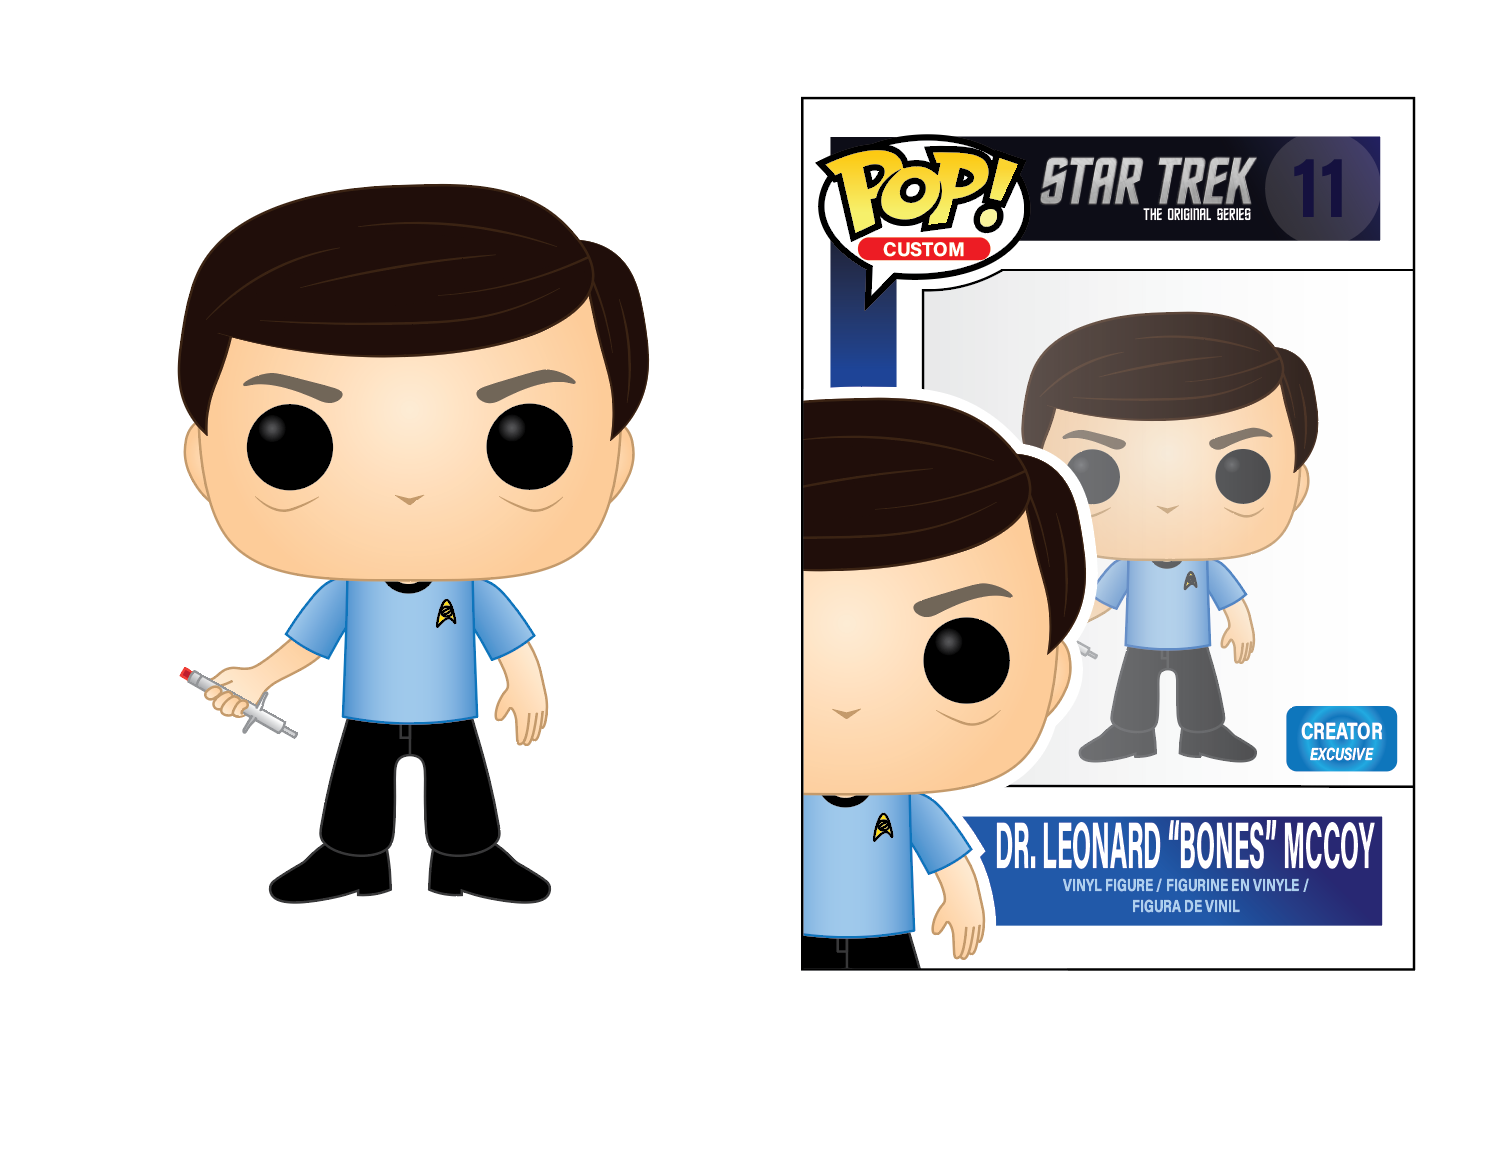 POP!
CUSTOM
STAR TREK
THE ORIGINAL SERIES
11
CREATOR
EXCUSIVE
DR. LEONARD “BONES” MCCOY
VINYL FIGURE / FIGURINE EN VINYLE /
FIGURA DE VINIL